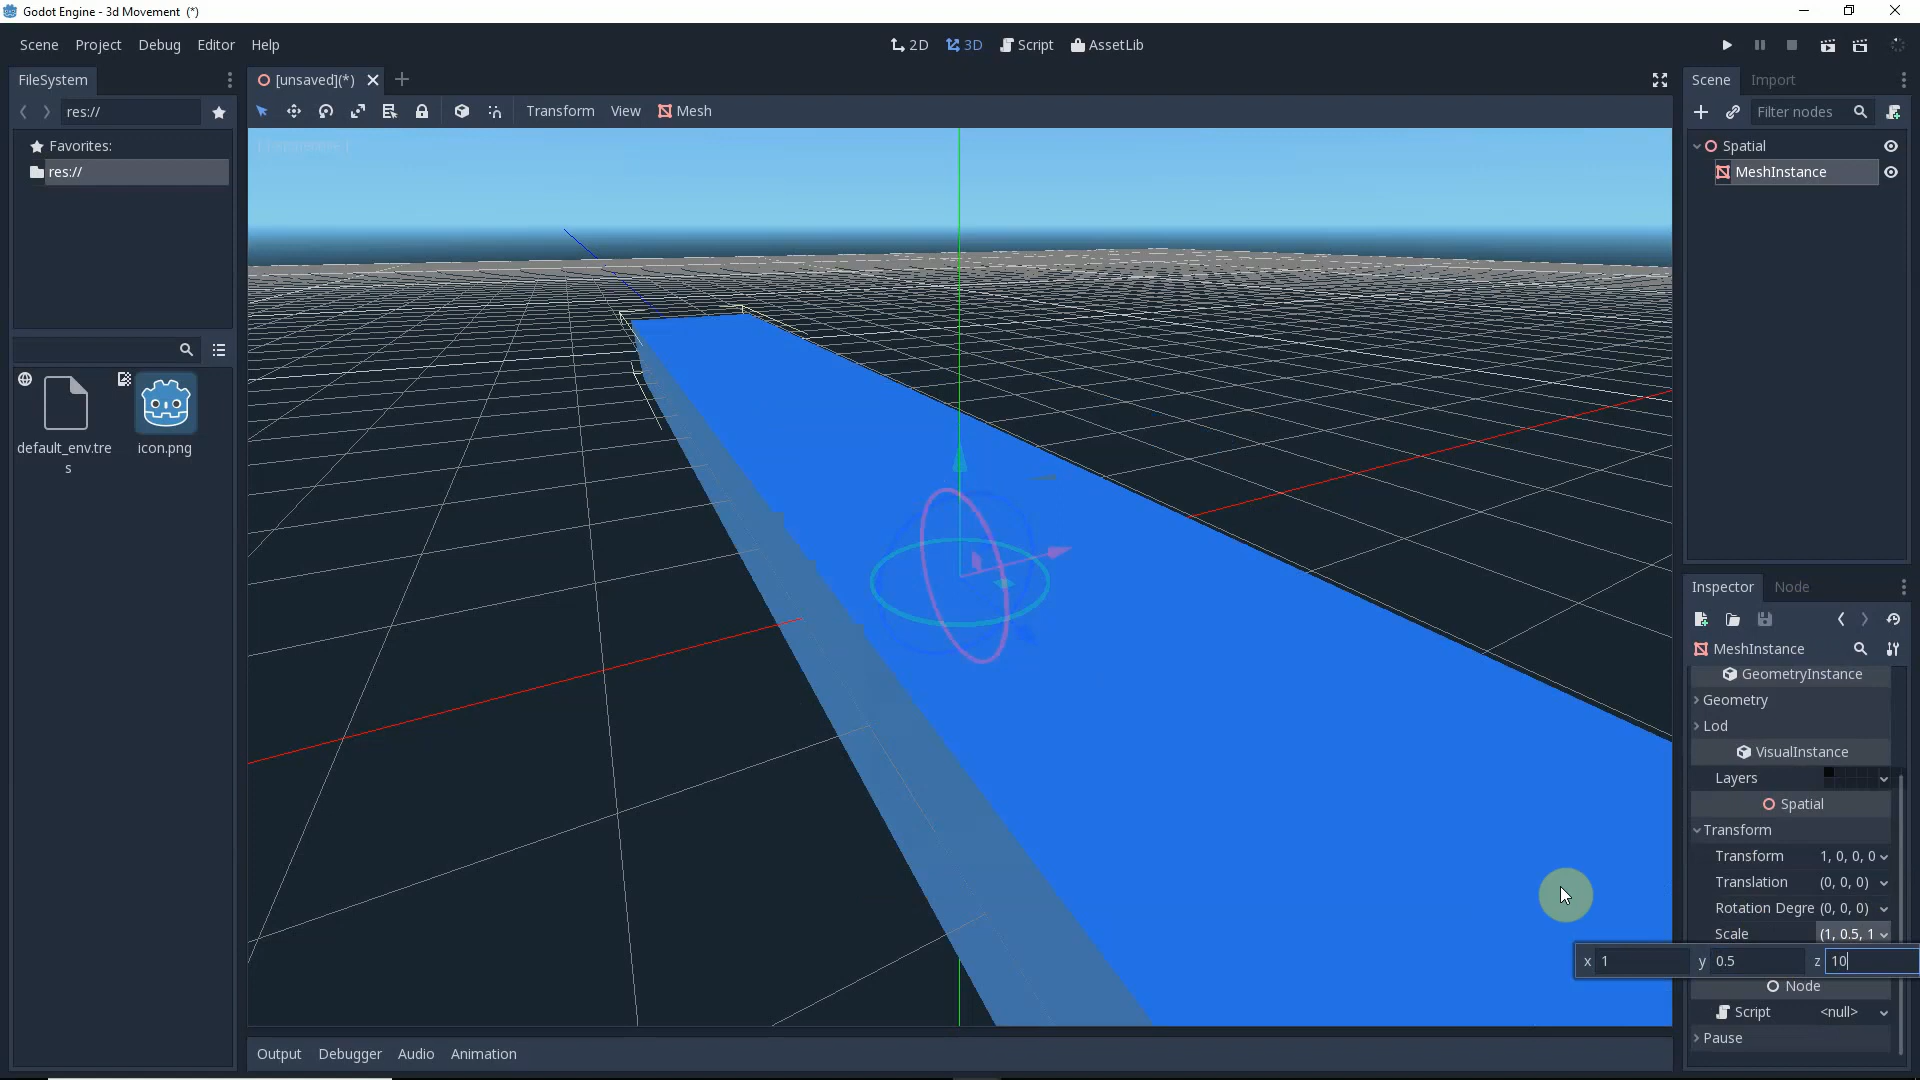 Godot Engine - 3d Movement (*)
Scene Project Debug Editor Help
2D 3D Script AssetLib
FileSystem
[unsaved](*)
Scene Import
res://
Transform View Mesh
Filter nodes
Favorites:
res://
Spatial
MeshInstance
default_env.tre
s
icon.png
Inspector Node
MeshInstance
GeometryInstance
Geometry
Lod
VisualInstance
Layers
Spatial
Transform
Transform 1, 0, 0, 0
Translation (0, 0, 0)
Rotation Degre (0, 0, 0)
Scale (1, 0.5, 1
x 1 y 0.5 z 10
Node
Script <null>
Pause
Output Debugger Audio Animation